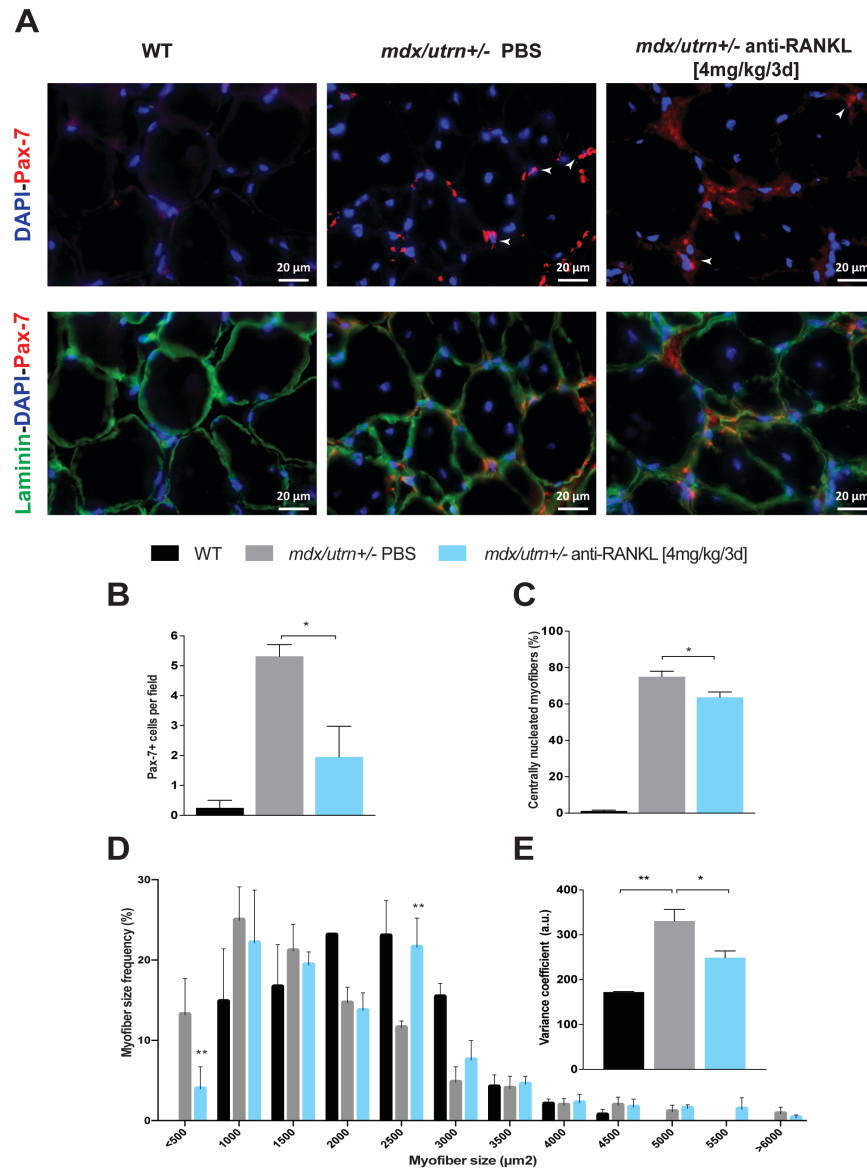 A
WT
mdx/utrn+/- PBS
mdx/utrn+/- anti-RANKL
[4mg/kg/3d]
DAPI-Pax-7
20 µm
20 µm
20 µm
Laminin-DAPI-Pax-7
20 µm
20 µm
20 µm
WT
mdx/utrn+/- PBS
mdx/utrn+/- anti-RANKL [4mg/kg/3d]
B
Pax-7+ cells per field
6
5
4
3
2
1
0
*
C
Centrally nucleated myofibers (%)
100
80
60
40
20
0
*
D
Myofiber size frequency (%)
30
20
10
0
**
**
<500
1000
1500
2000
2500
3000
3500
4000
4500
5000
5500
>6000
Myofiber size (µm2)
E
Variance coefficient (a.u.)
400
300
200
100
0
**
*